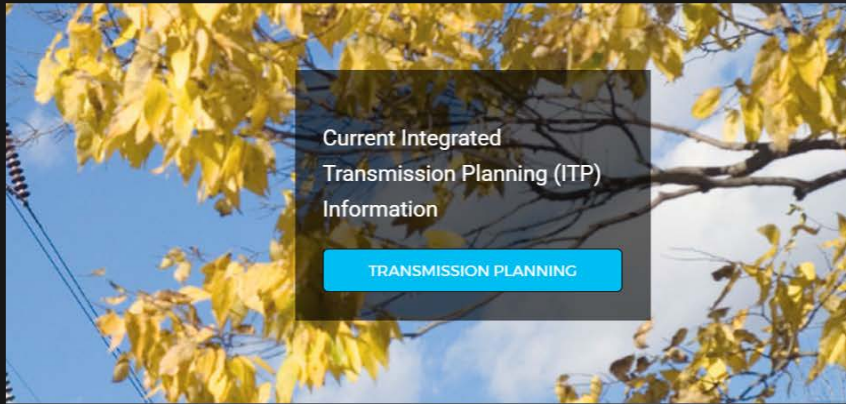 Current Integrated
Transmission Planning (ITP)
Information
TRANSMISSION PLANNING